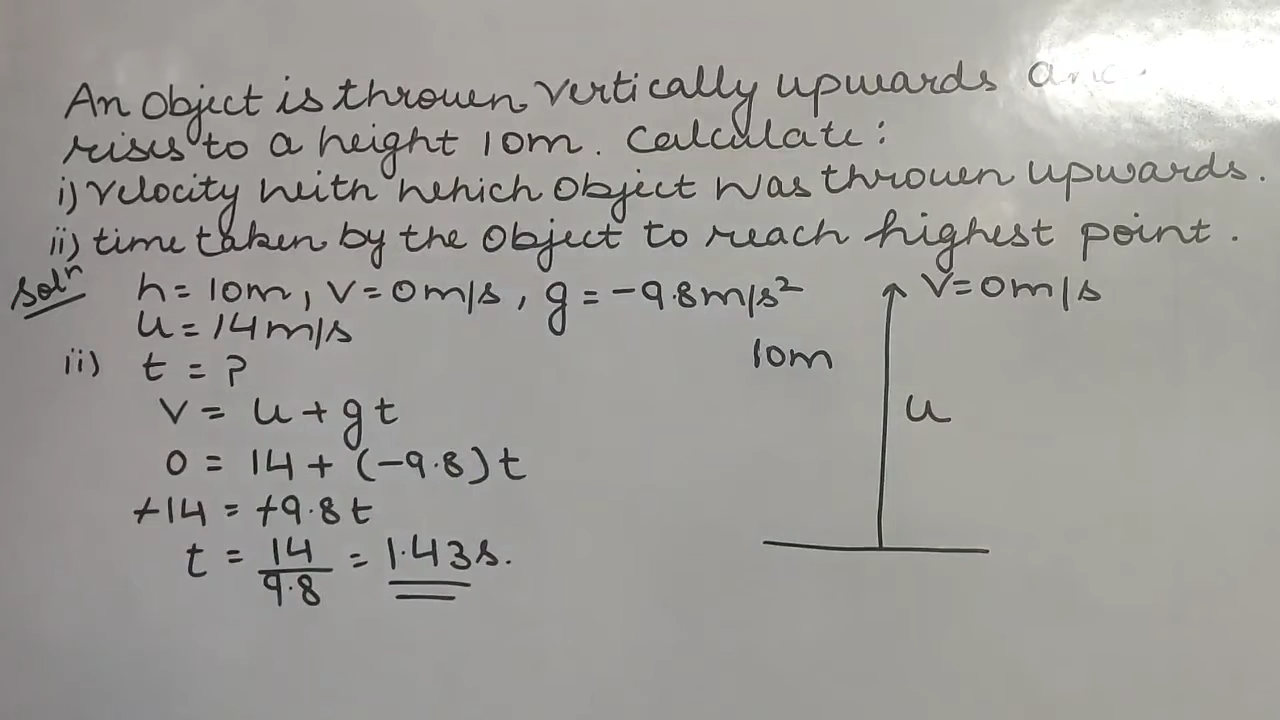 An Object is thrown vertically upwards
rises to a height 10m. Calculate:
i) Velocity with which Object was thrown upwards.
ii) time taken by the Object to reach highest point.
Solⁿ h = 10m, V = 0m/s, g = -9.8m/s²
V = 0m/s
u = 14m/s
10m
ii) t = ?
V = u + gt
u
0 = 14 + (-9.8)t
+14 = +9.8t
t = 14/9.8 = 1.43s.